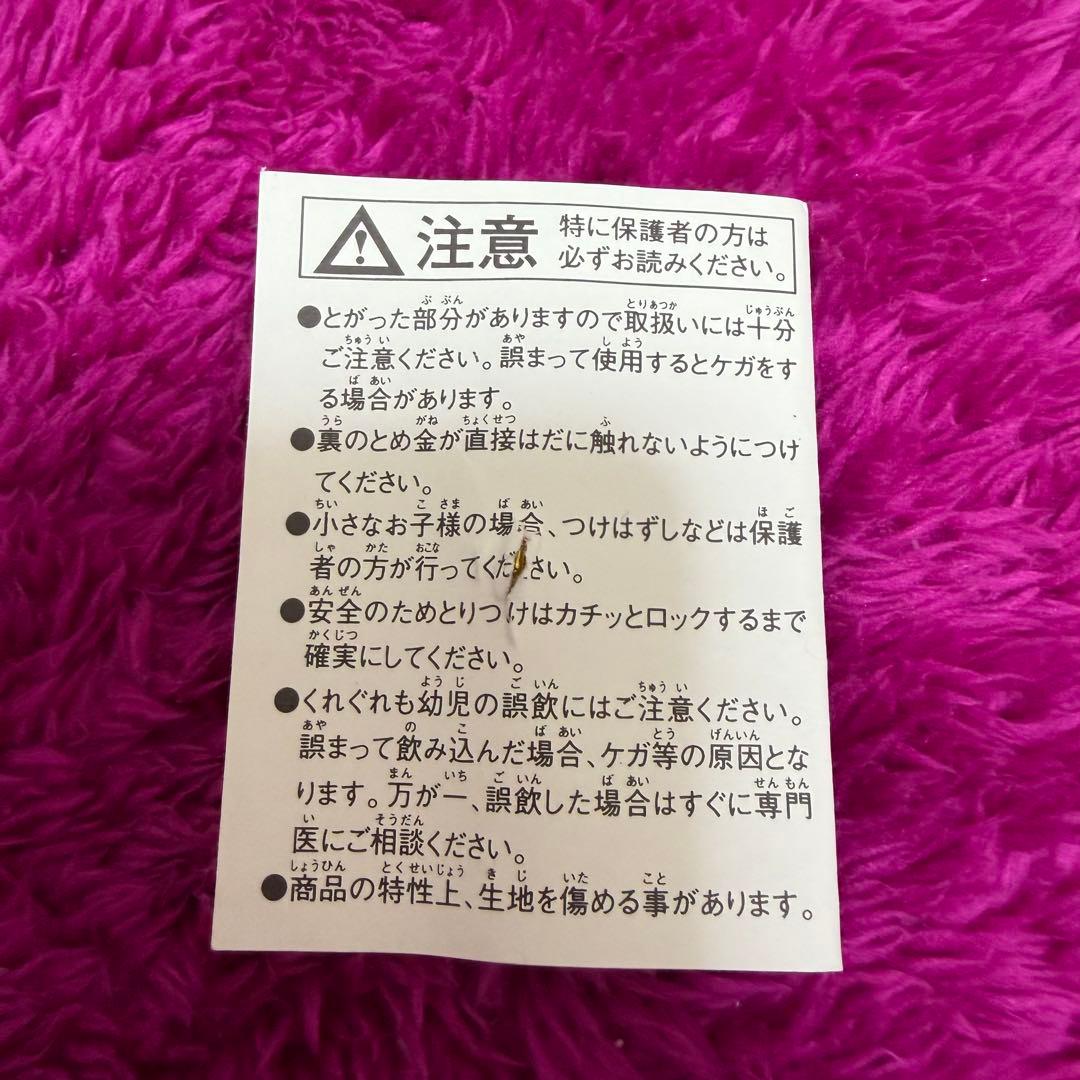 注意 特に保護者の方は
必ずお読みください。
●とがった部分がありますので取扱いには十分
ご注意ください。誤まって使用するとケガをす
る場合があります。
●裏のとめ金が直接はだに触れないようにつけ
てください。
●小さなお子様の場合、つけはずしなどは保護
者の方が行ってください。
●安全のためとりつけはカチッとロックするまで
確実にしてください。
●くれぐれも幼児の誤飲にはご注意ください。
誤まって飲み込んだ場合、ケガ等の原因とな
ります。万が一、誤飲した場合はすぐに専門
医にご相談ください。
●商品の特性上、生地を傷める事があります。